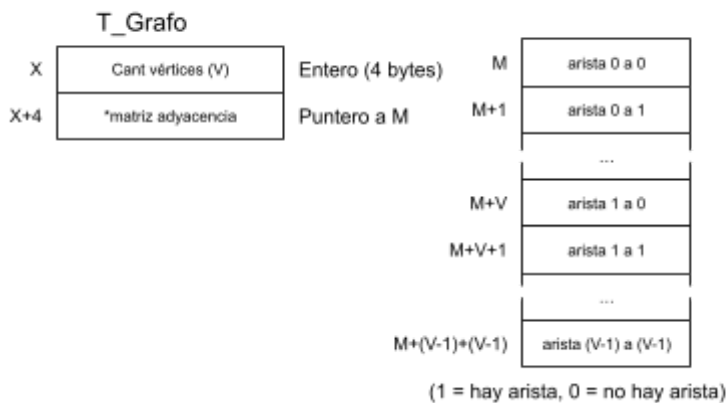 T_Grafo
X Cant vértices (V) Entero (4 bytes)
X+4 *matriz adyacencia Puntero a M
M arista 0 a 0
M+1 arista 0 a 1
...
M+V arista 1 a 0
M+V+1 arista 1 a 1
...
M+(V-1)+(V-1) arista (V-1) a (V-1)
(1 = hay arista, 0 = no hay arista)